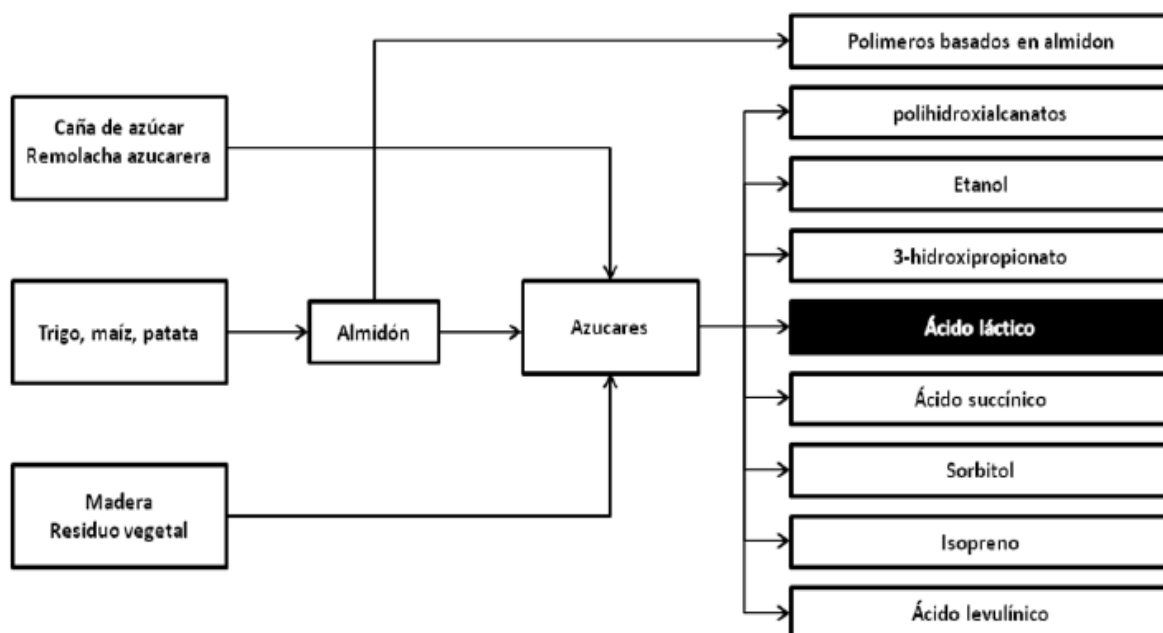 Polimeros basados en almidon
Caña de azúcar
Remolacha azucarera
polihidroxialcanatos
Etanol
3-hidroxipropionato
Trigo, maíz, patata
Almidón
Azucares
Ácido láctico
Ácido succínico
Madera
Residuo vegetal
Sorbitol
Isopreno
Ácido levulínico